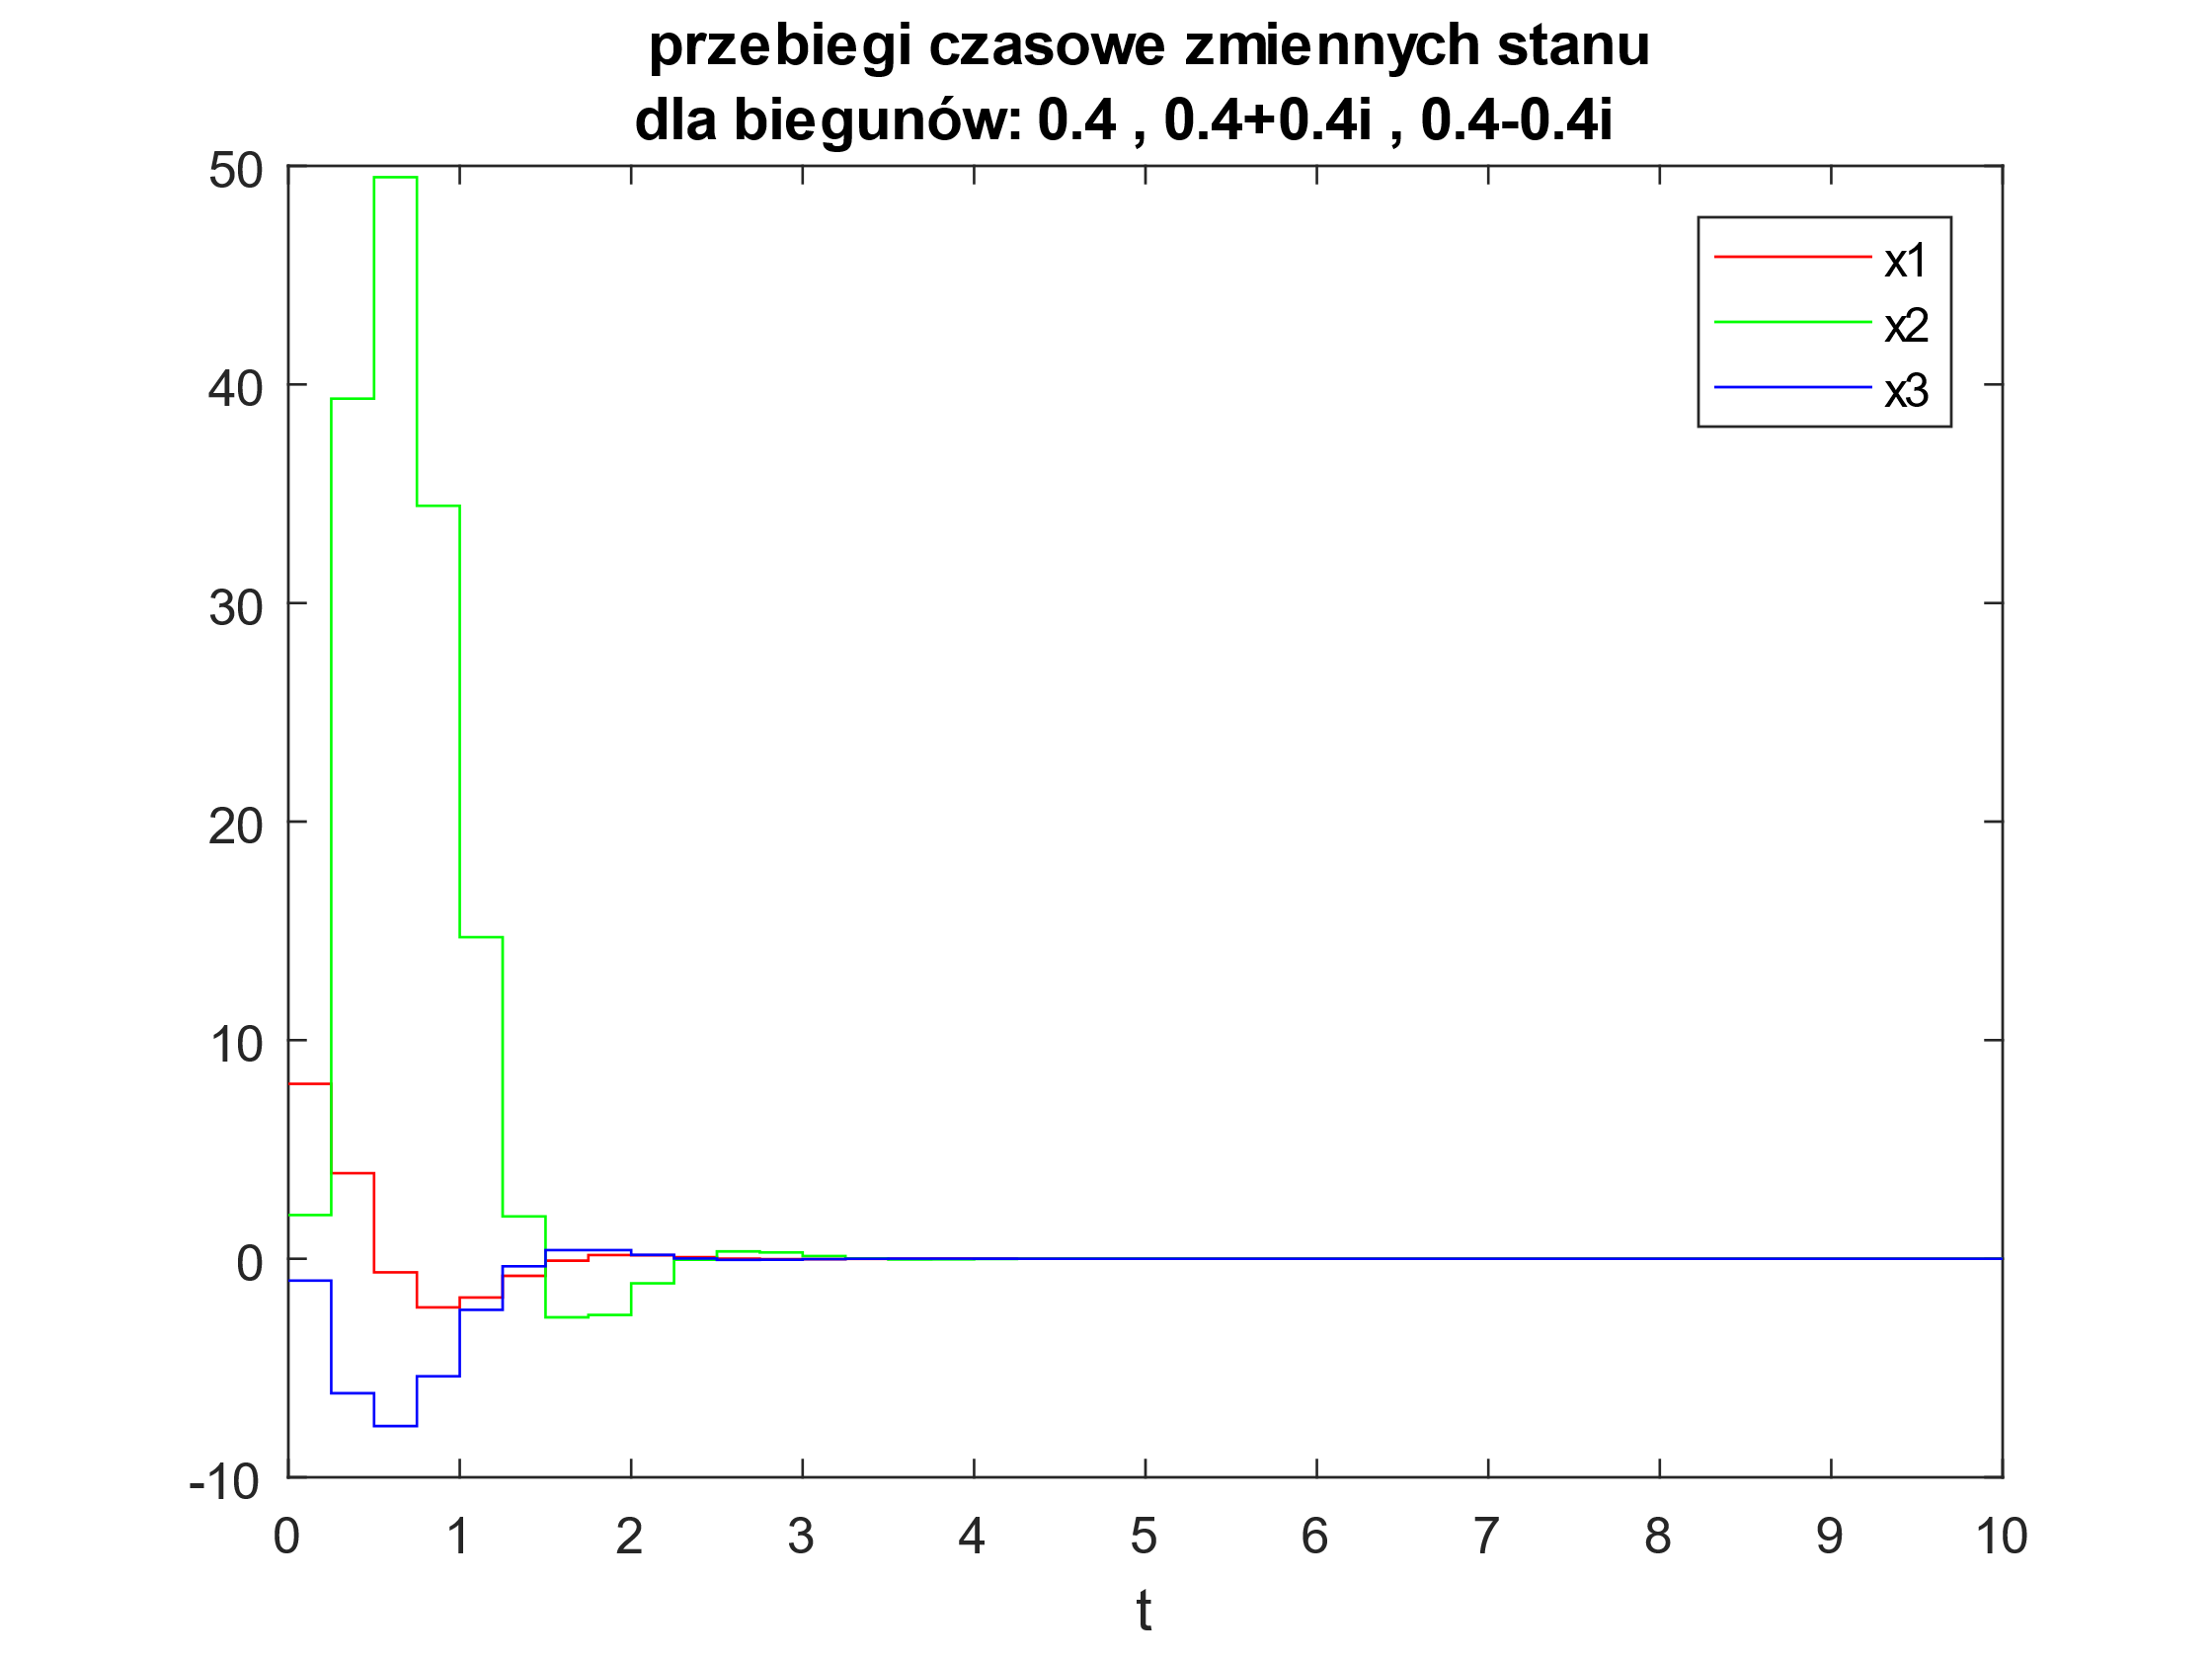 przebiegi czasowe zmiennych stanu
dla biegunów: 0.4 , 0.4+0.4i , 0.4-0.4i
50
40
30
20
10
0
-10
x1
x2
x3
0 1 2 3 4 5 6 7 8 9 10
t